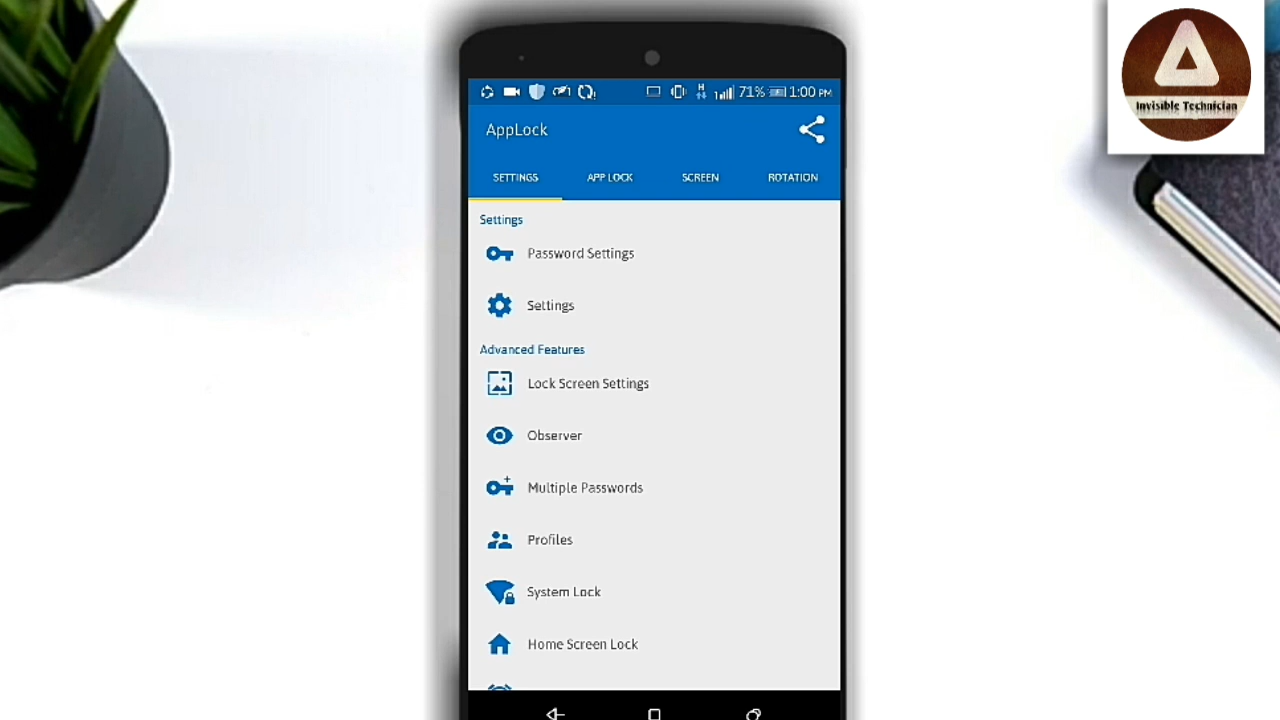 Invisible Technician
H
71% 1:00 PM
AppLock
SETTINGS APP LOCK SCREEN ROTATION
Settings
Password Settings
Settings
Advanced Features
Lock Screen Settings
Observer
Multiple Passwords
Profiles
System Lock
Home Screen Lock